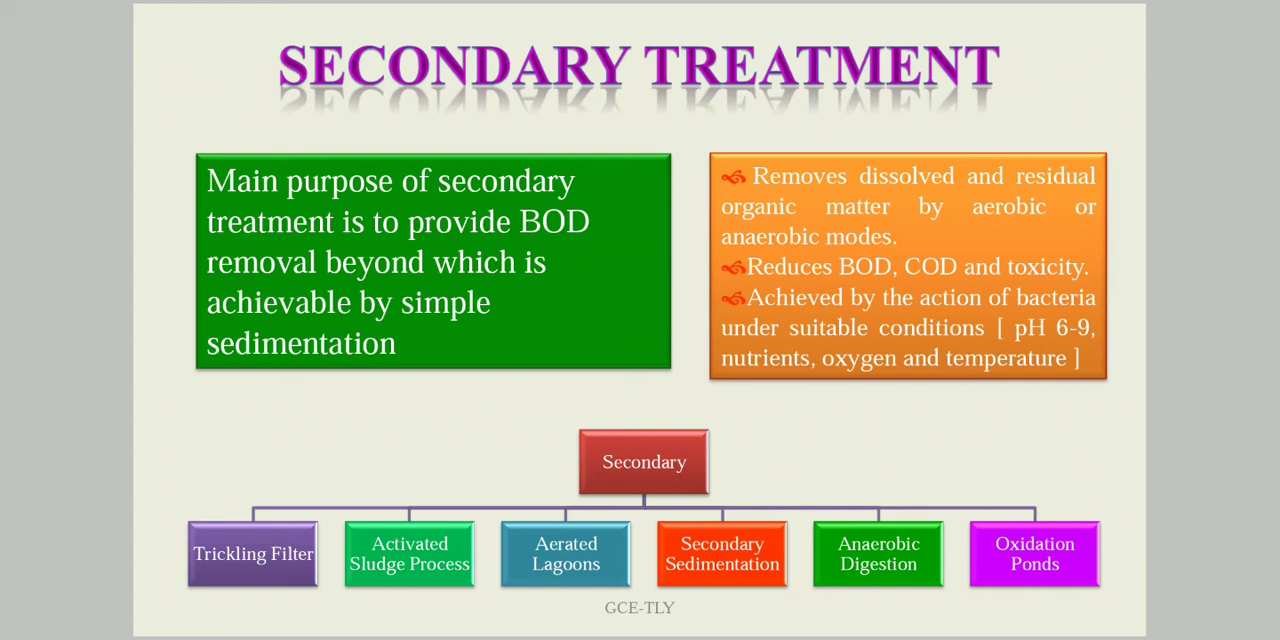 SECONDARY TREATMENT
Main purpose of secondary
treatment is to provide BOD
removal beyond which is
achievable by simple
sedimentation
Removes dissolved and residual
organic matter by aerobic or
anaerobic modes.
Reduces BOD, COD and toxicity.
Achieved by the action of bacteria
under suitable conditions [ pH 6-9,
nutrients, oxygen and temperature ]
Secondary
Trickling Filter
Activated
Sludge Process
Aerated
Lagoons
Secondary
Sedimentation
Anaerobic
Digestion
Oxidation
Ponds
GCE-TLY